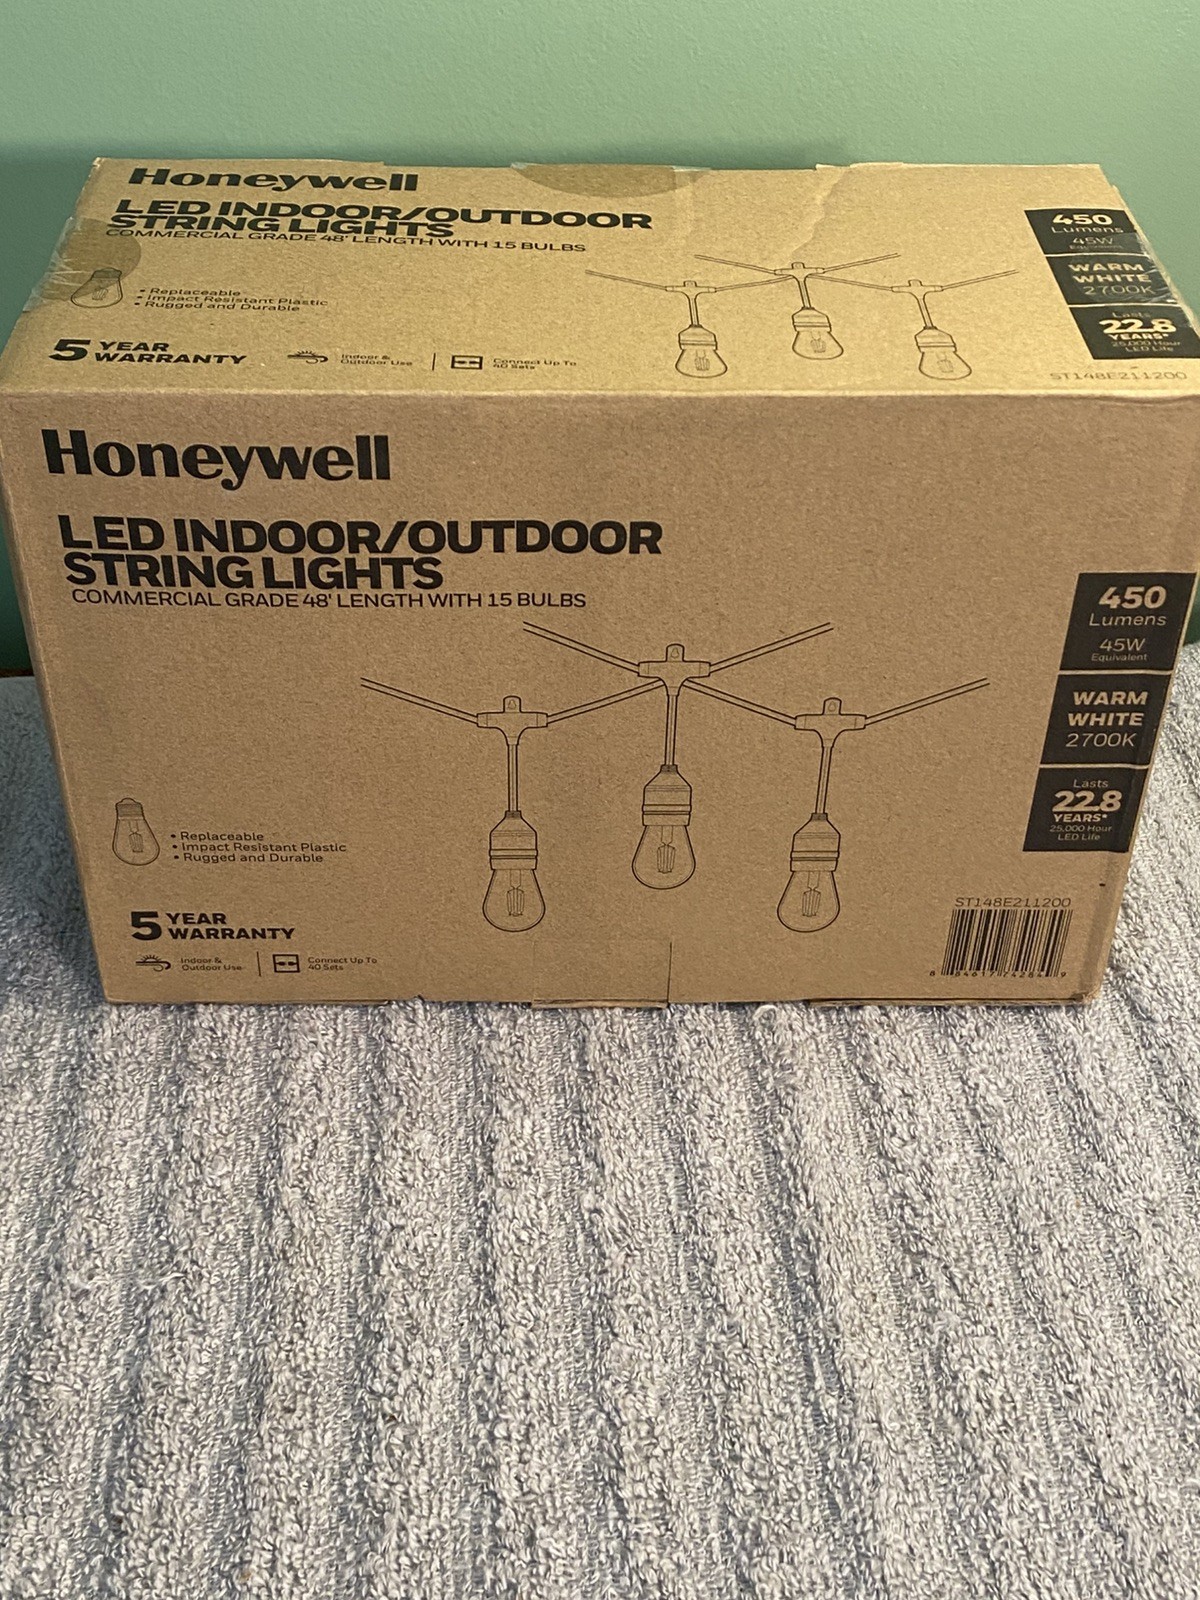 Honeywell
LED INDOOR/OUTDOOR
STRING LIGHTS
COMMERCIAL GRADE 48' LENGTH WITH 15 BULBS
• Replaceable
• Impact Resistant Plastic
• Rugged and Durable
5 YEAR
WARRANTY
Indoor &
Outdoor Use
Connect Up To
40 Sets
450
Lumens
45W
Equivalent
WARM
WHITE
2700K
Lasts
22.8
YEARS*
25,000 Hour
LED Life
ST148E211200
Honeywell
LED INDOOR/OUTDOOR
STRING LIGHTS
COMMERCIAL GRADE 48' LENGTH WITH 15 BULBS
450
Lumens
45W
Equivalent
WARM
WHITE
2700K
Lasts
22.8
YEARS*
25,000 Hour
LED Life
• Replaceable
• Impact Resistant Plastic
• Rugged and Durable
5 YEAR
WARRANTY
Indoor &
Outdoor Use
Connect Up To
40 Sets
ST148E211200